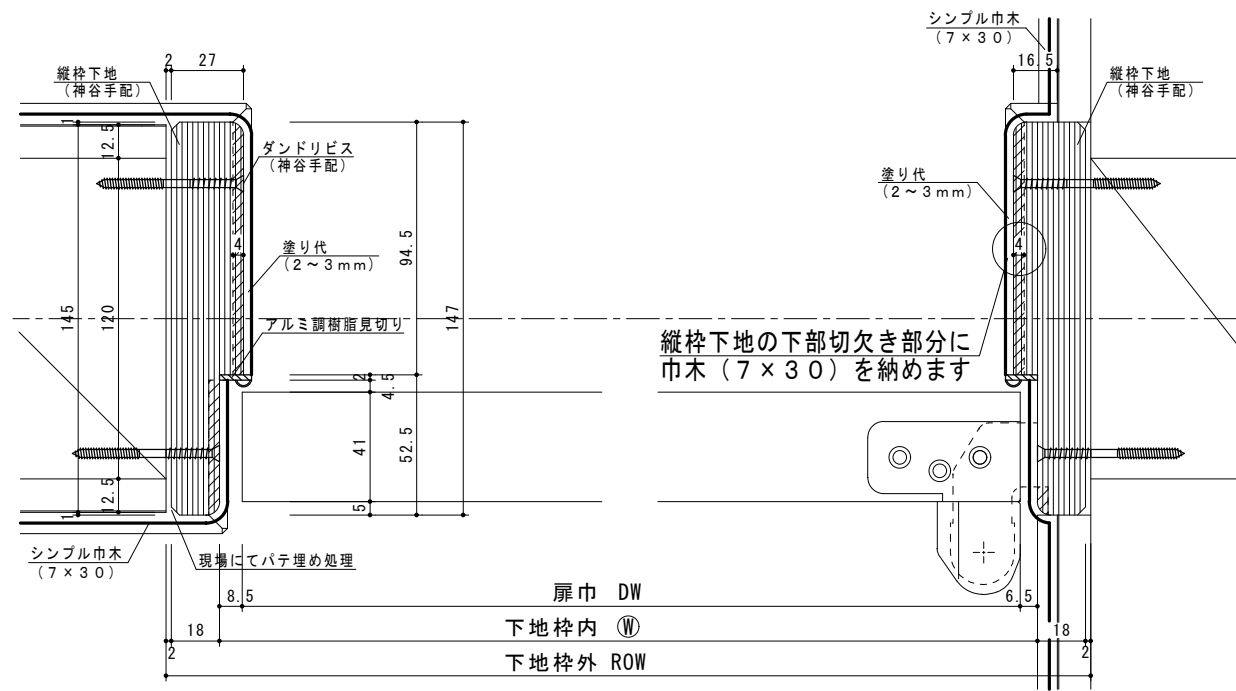 シンプル巾木
(7×30)
2
27
16.5
縦枠下地
(神谷手配)
縦枠下地
(神谷手配)
1
12.5
ダンドリビス
(神谷手配)
塗り代
(2~3mm)
4
塗り代
(2~3mm)
94.5
4
145
120
147
アルミ調樹脂見切り
縦枠下地の下部切欠き部分に
巾木(7×30)を納めます
2
4.5
41
52.5
12.5
5
1
シンプル巾木
(7×30)
現場にてパテ埋め処理
8.5
扉巾 DW
6.5
18
下地枠内 Ⓦ
18
2
2
下地枠外 ROW